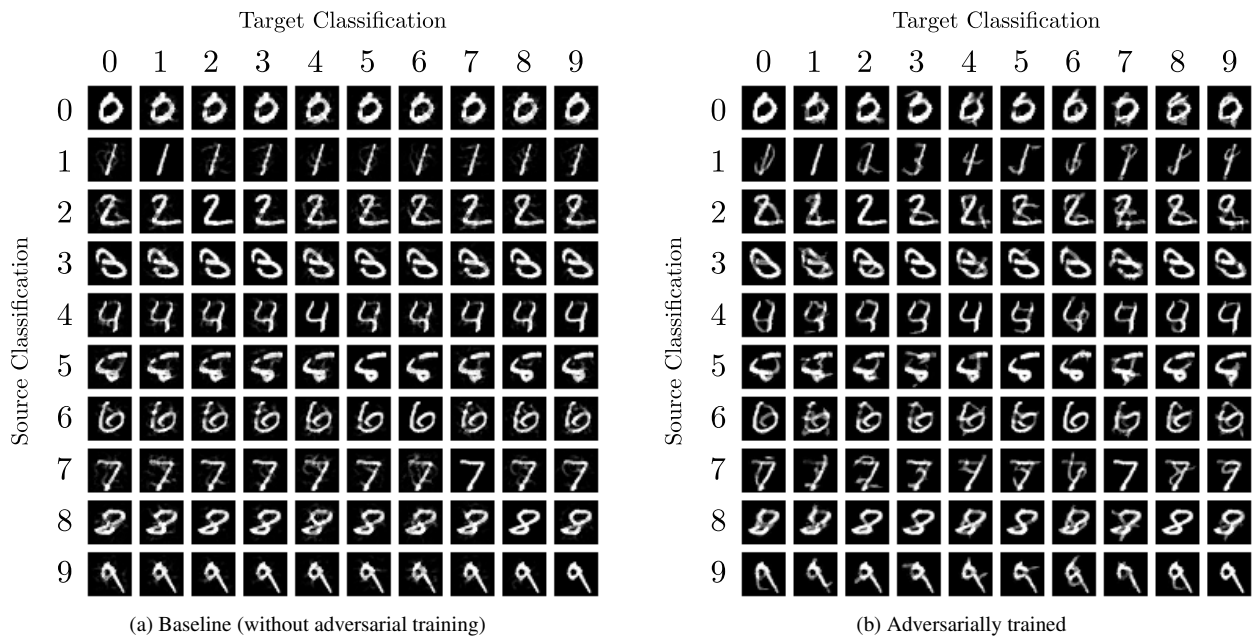 Target Classification
0 1 2 3 4 5 6 7 8 9
Source Classification
0
1
2
3
4
5
6
7
8
9
(a) Baseline (without adversarial training)
Target Classification
0 1 2 3 4 5 6 7 8 9
Source Classification
0
1
2
3
4
5
6
7
8
9
(b) Adversarially trained